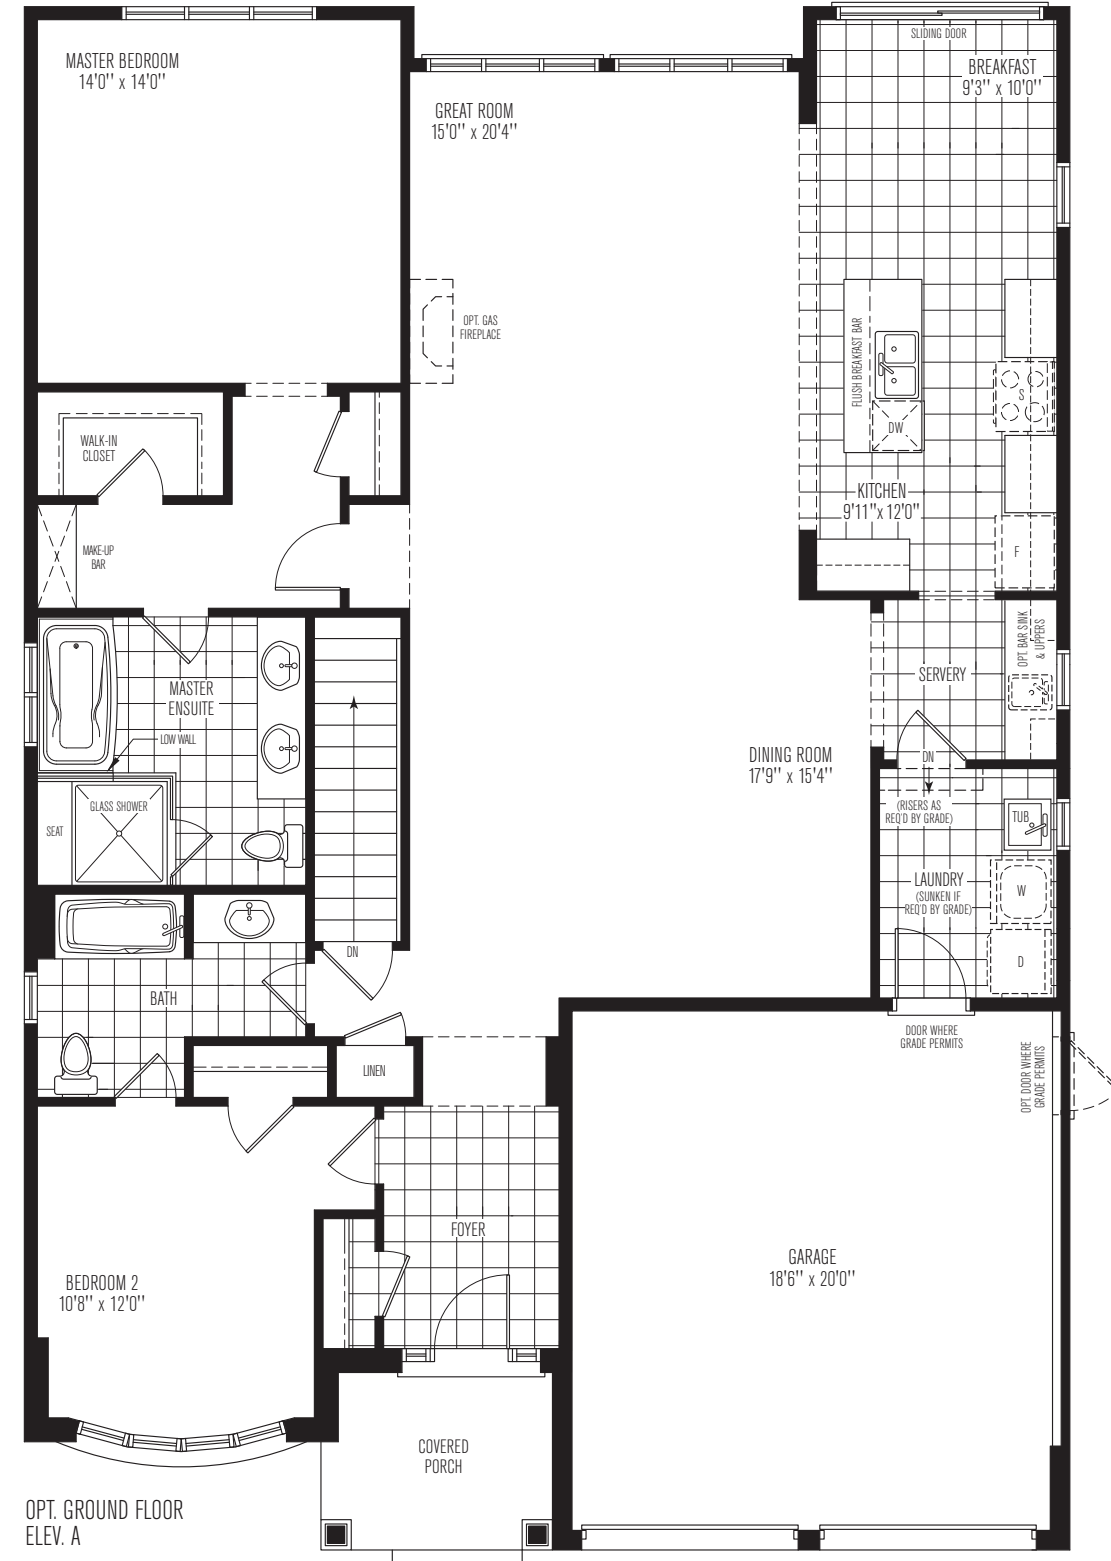 SLIDING DOOR
MASTER BEDROOM
14'0" x 14'0"
BREAKFAST
9'3" x 10'0"
GREAT ROOM
15'0" x 20'4"
OPT. GAS
FIREPLACE
FLUSH BREAKFAST BAR
S
DW
WALK-IN
CLOSET
KITCHEN
9'11"x 12'0"
MAKE-UP
BAR
F
OPT. BAR SINK
& UPPERS
SERVERY
MASTER
ENSUITE
LOW WALL
DINING ROOM
17'9" x 15'4"
DN
(RISERS AS
REQ'D BY GRADE)
TUB
GLASS SHOWER
SEAT
LAUNDRY
(SUNKEN IF
REQ'D BY GRADE)
W
D
DN
BATH
DOOR WHERE
GRADE PERMITS
OPT. DOOR WHERE
GRADE PERMITS
LINEN
FOYER
GARAGE
18'6" x 20'0"
BEDROOM 2
10'8" x 12'0"
COVERED
PORCH
OPT. GROUND FLOOR
ELEV. A